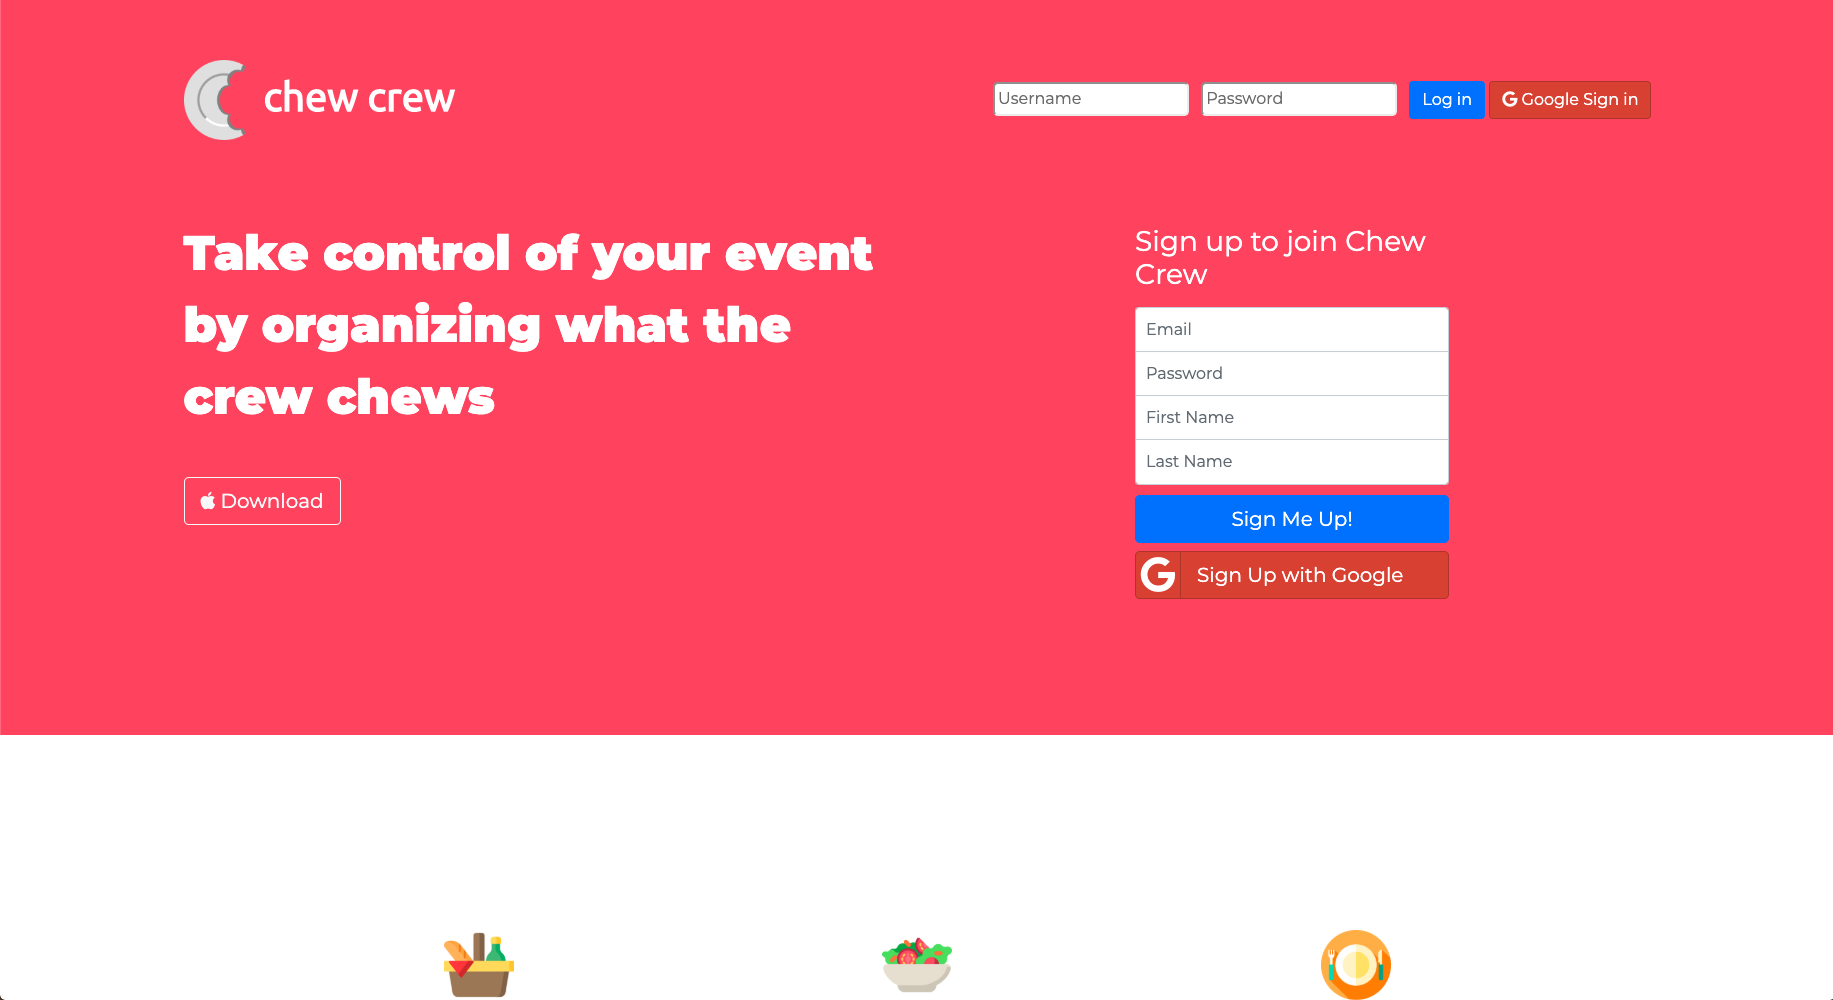 chew crew
Username
Password
Log in
Google Sign in
Take control of your event
by organizing what the
crew chews
Download
Sign up to join Chew
Crew
Email
Password
First Name
Last Name
Sign Me Up!
Sign Up with Google